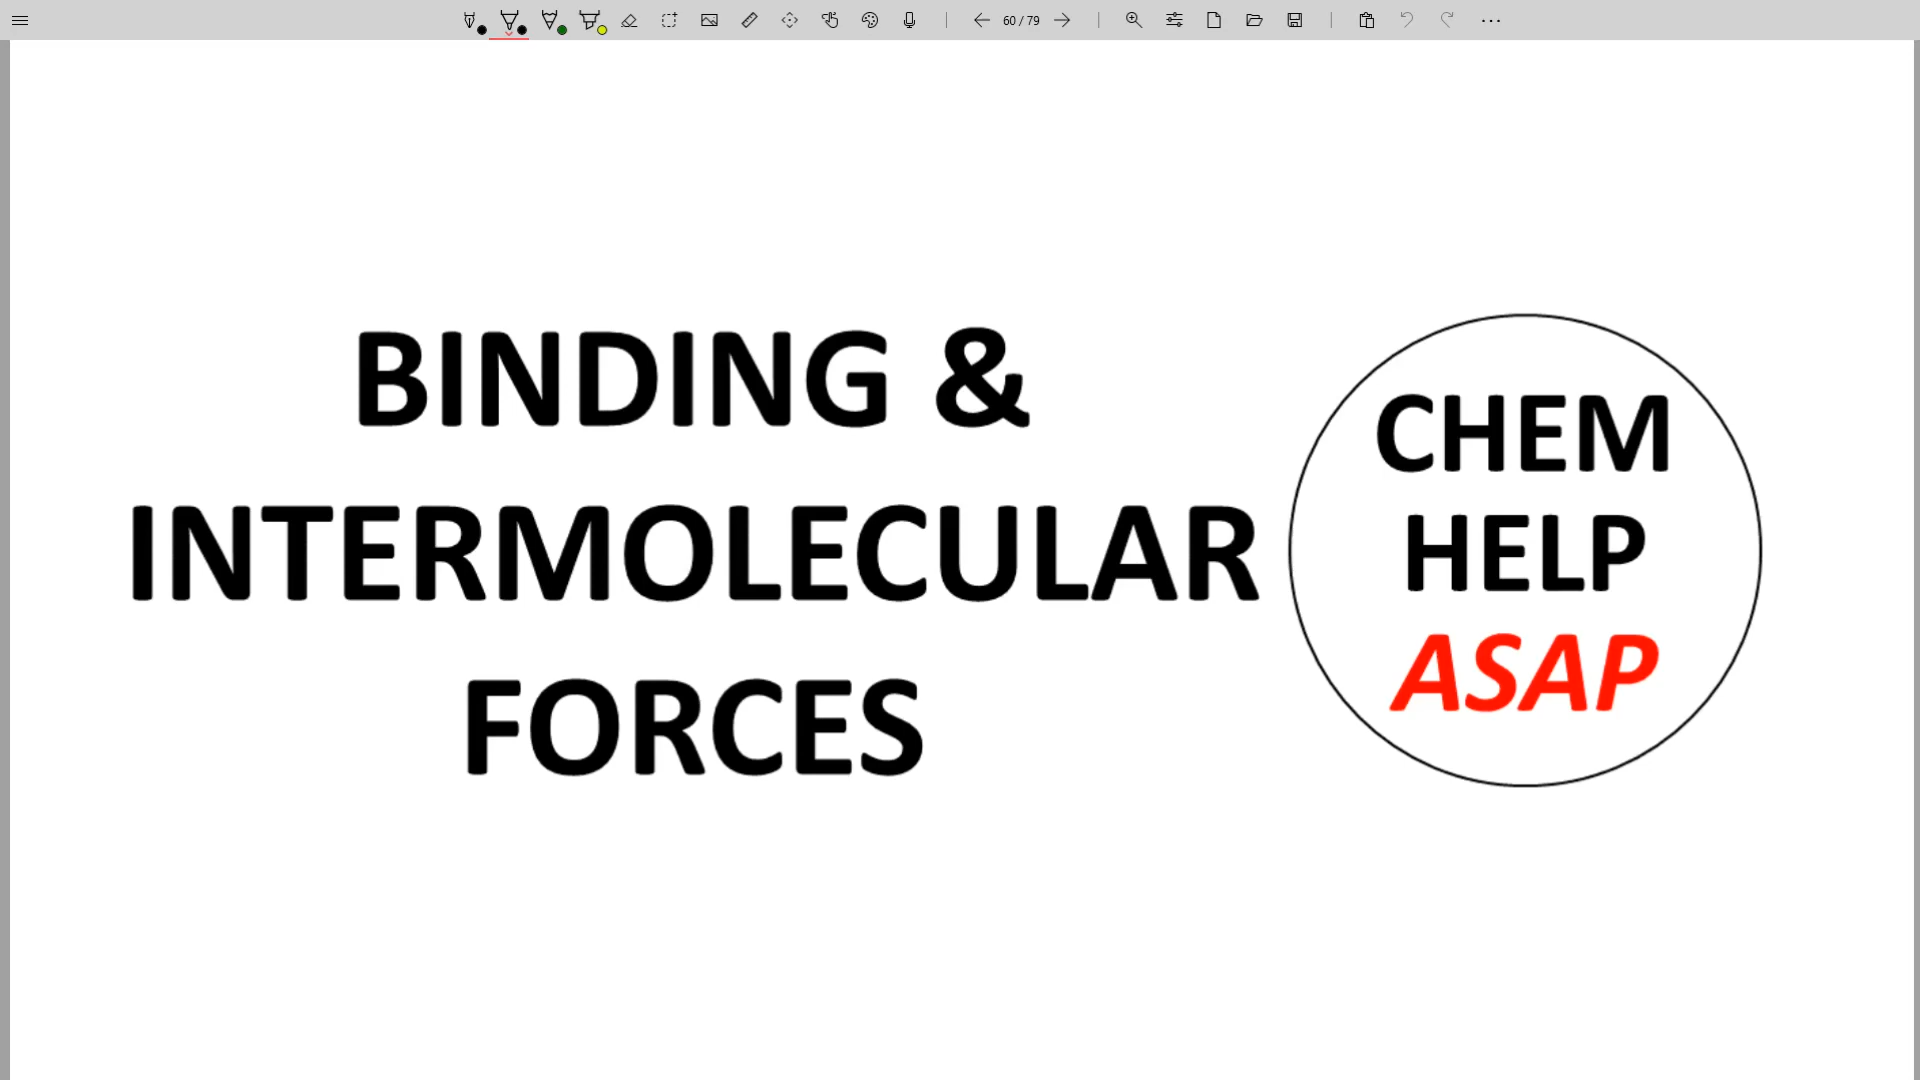 60 / 79
BINDING &
INTERMOLECULAR
FORCES
CHEM
HELP
ASAP